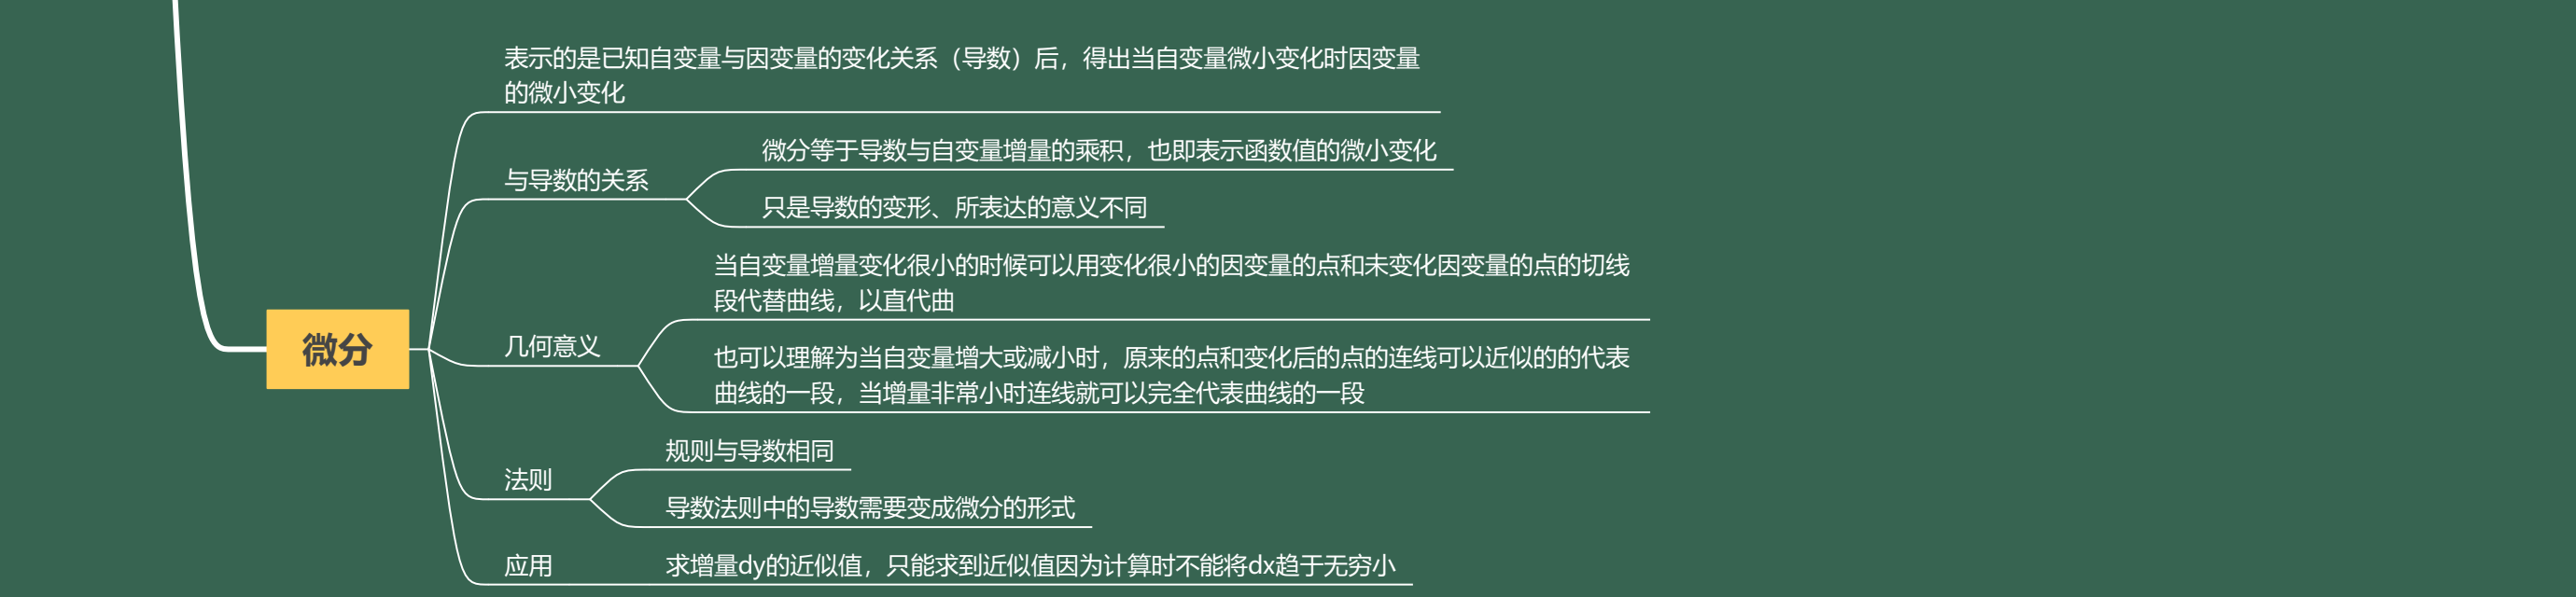 表示的是已知自变量与因变量的变化关系（导数）后，得出当自变量微小变化时因变量
的微小变化
微分等于导数与自变量增量的乘积，也即表示函数值的微小变化
与导数的关系
只是导数的变形、所表达的意义不同
当自变量增量变化很小的时候可以用变化很小的因变量的点和未变化因变量的点的切线
段代替曲线，以直代曲
微分
几何意义
也可以理解为当自变量增大或减小时，原来的点和变化后的点的连线可以近似的的代表
曲线的一段，当增量非常小时连线就可以完全代表曲线的一段
规则与导数相同
法则
导数法则中的导数需要变成微分的形式
应用
求增量dy的近似值，只能求到近似值因为计算时不能将dx趋于无穷小